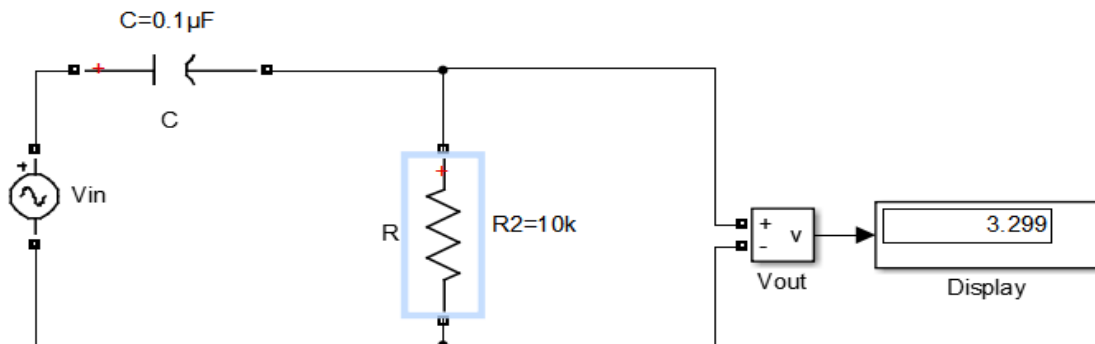 C=0.1µF
C
+
Vin
+
R
+
R2=10k
+
-
v
Vout
3.299
Display